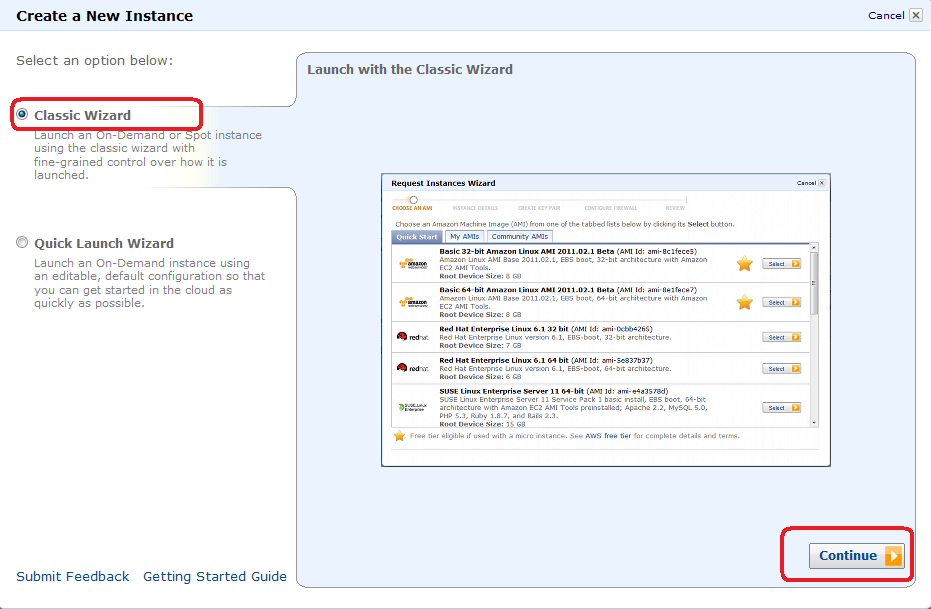 Create a New Instance
Cancel
Select an option below:
Classic Wizard
Launch an On-Demand or Spot instance
using the classic wizard with
fine-grained control over how it is
launched.
Quick Launch Wizard
Launch an On-Demand instance using
an editable, default configuration so that
you can get started in the cloud as
quickly as possible.
Submit Feedback Getting Started Guide
Launch with the Classic Wizard
Request Instances Wizard
Cancel
CHOOSE AN AMI INSTANCE DETAILS CREATE KEY PAIR CONFIGURE FIREWALL REVIEW
Choose an Amazon Machine Image (AMI) from one of the tabbed lists below by clicking its Select button.
Quick Start My AMIs Community AMIs
amazon
webservices
Basic 32-bit Amazon Linux AMI 2011.02.1 Beta (AMI Id: ami-8c1fece5)
Amazon Linux AMI Base 2011.02.1, EBS boot, 32-bit architecture with Amazon
EC2 AMI Tools.
Root Device Size: 8 GB
Select
amazon
webservices
Basic 64-bit Amazon Linux AMI 2011.02.1 Beta (AMI Id: ami-8e1fece7)
Amazon Linux AMI Base 2011.02.1, EBS boot, 64-bit architecture with Amazon
EC2 AMI Tools.
Root Device Size: 8 GB
Select
redhat
Red Hat Enterprise Linux 6.1 32 bit (AMI Id: ami-0cbb4265)
Red Hat Enterprise Linux version 6.1, EBS-boot, 32-bit architecture.
Root Device Size: 7 GB
Select
redhat
Red Hat Enterprise Linux 6.1 64 bit (AMI Id: ami-5e837b37)
Red Hat Enterprise Linux version 6.1, EBS-boot, 64-bit architecture.
Root Device Size: 6 GB
Select
SUSE Linux
Enterprise
SUSE Linux Enterprise Server 11 64-bit (AMI Id: ami-e4a3578d)
SUSE Linux Enterprise Server 11 Service Pack 1 basic install, EBS boot, 64-bit
architecture with Amazon EC2 AMI Tools preinstalled; Apache 2.2, MySQL 5.0,
PHP 5.3, Ruby 1.8.7, and Rails 2.3.
Root Device Size: 15 GB
Select
Free tier eligible if used with a micro instance. See AWS free tier for complete details and terms.
Continue